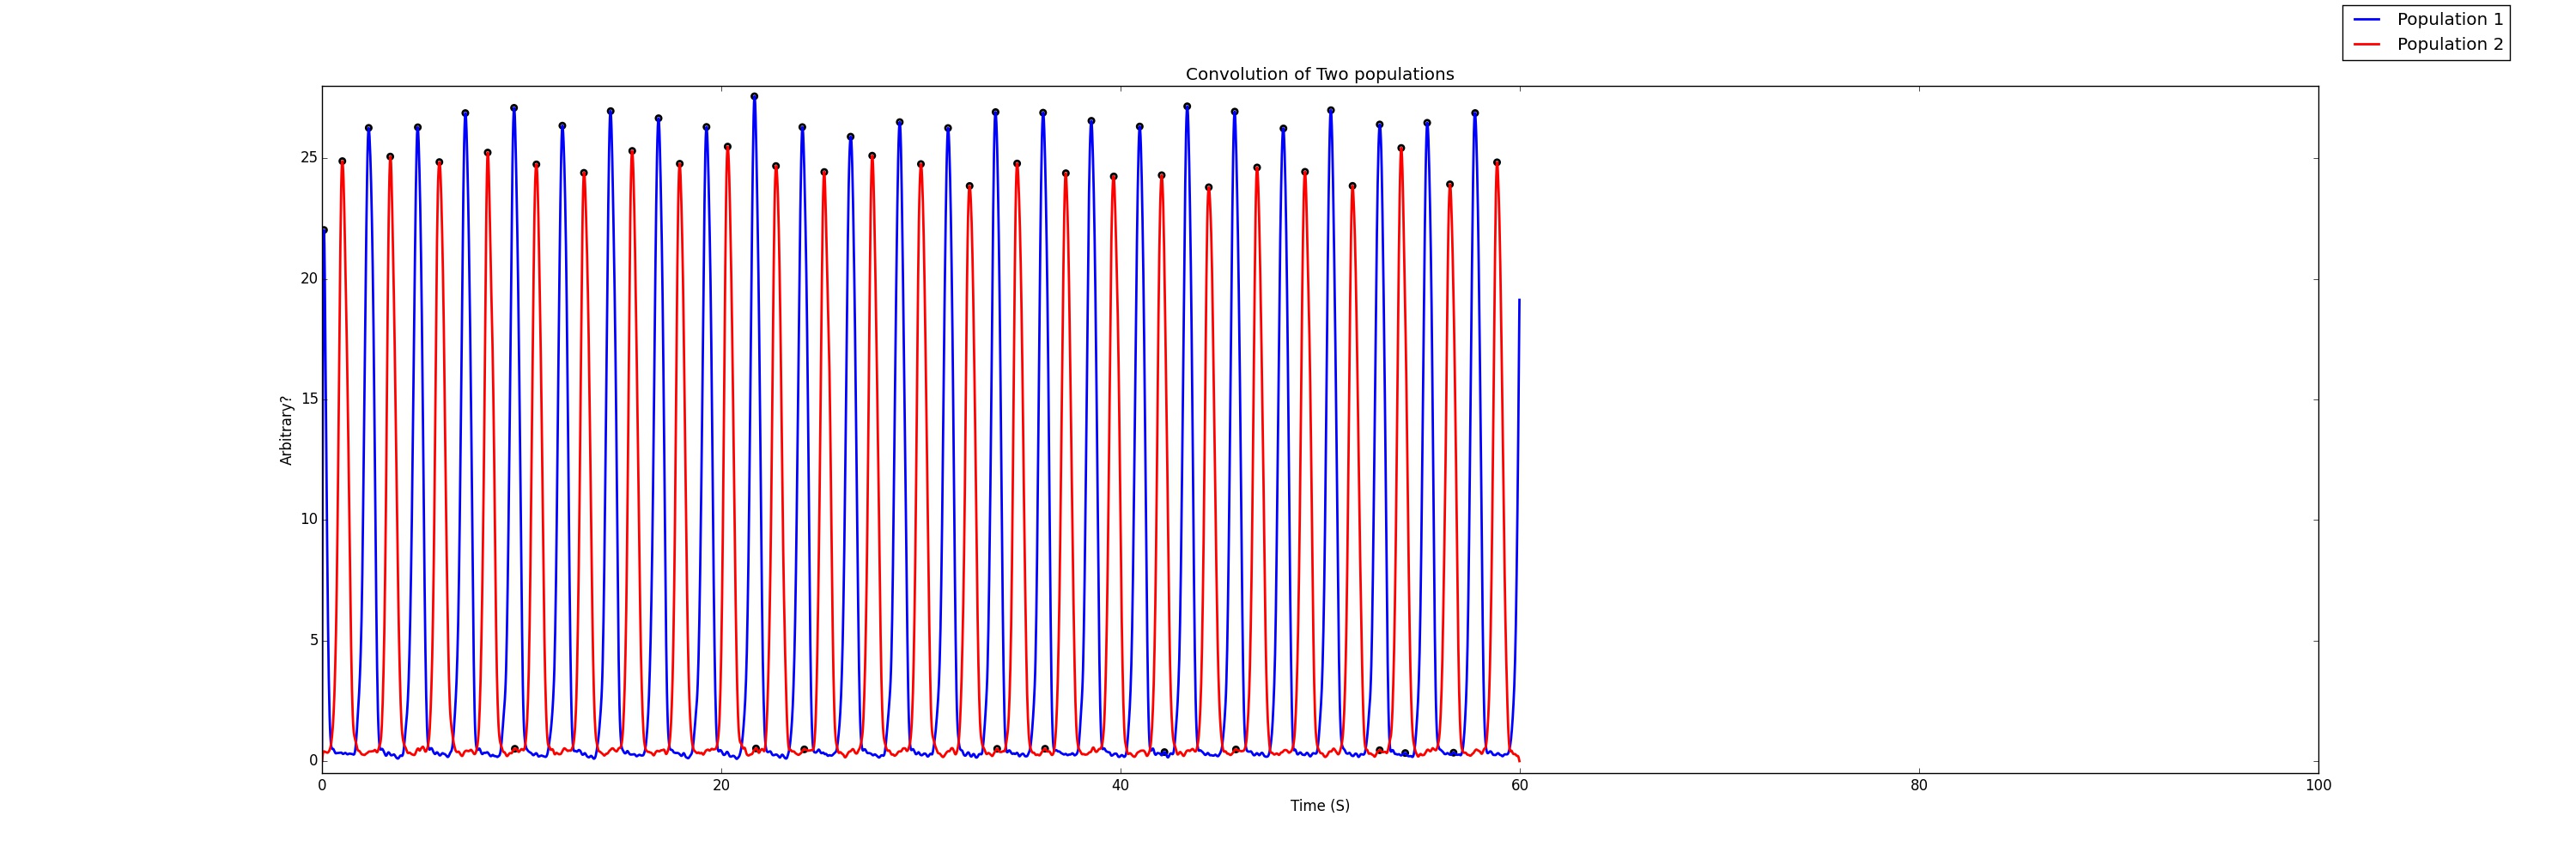 Population 1
Population 2
Convolution of Two populations
25
20
15
10
5
0
Arbitrary?
0 20 40 60 80 100
Time (S)